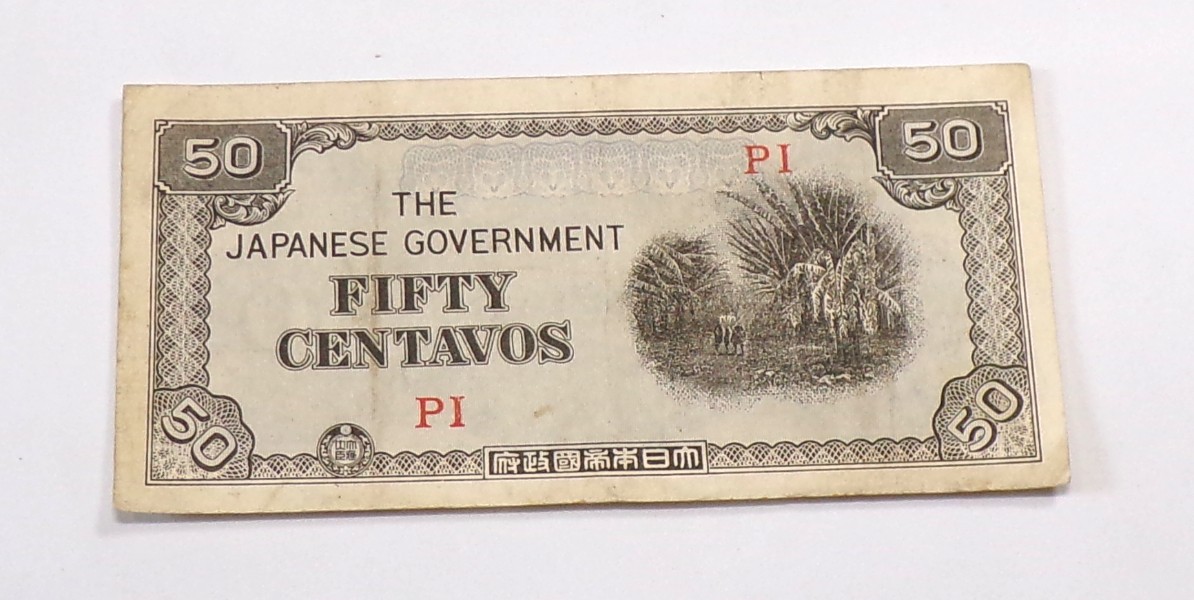 50
50
PI
THE
JAPANESE GOVERNMENT
FIFTY
CENTAVOS
PI
50
50
府政國帝本日大